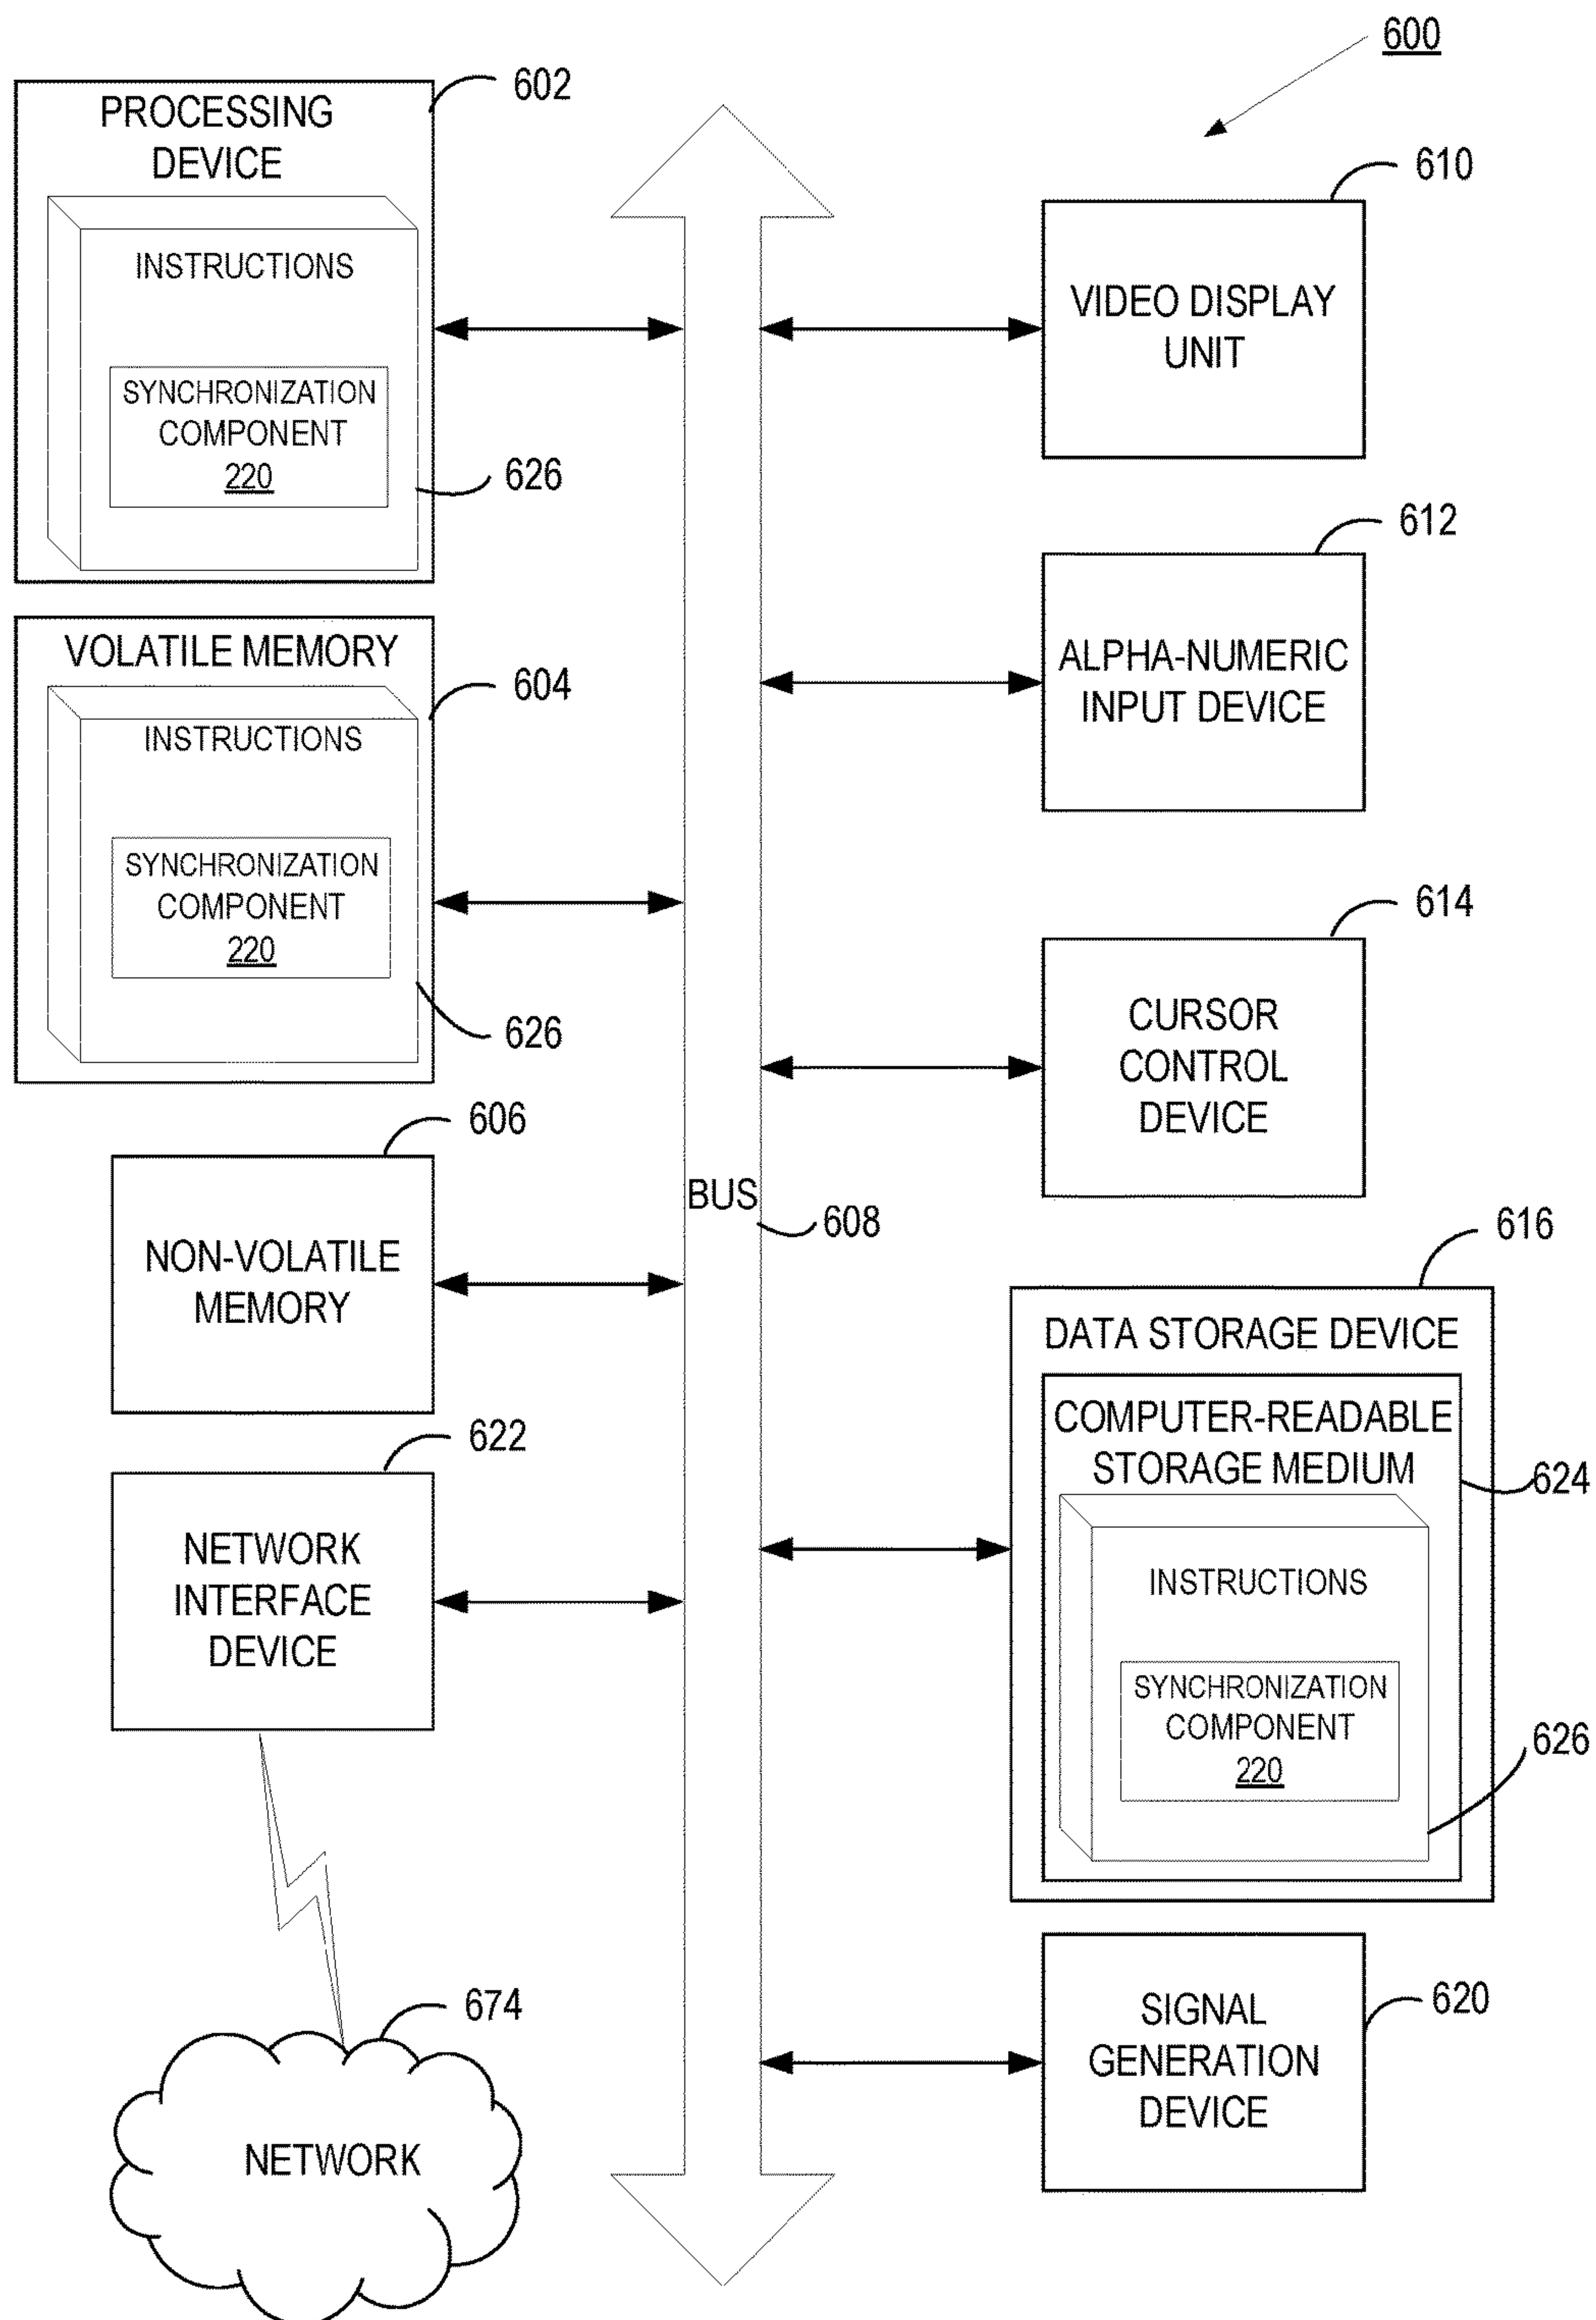 600
602
PROCESSING
DEVICE
INSTRUCTIONS
SYNCHRONIZATION
COMPONENT
220
626
VOLATILE MEMORY
604
INSTRUCTIONS
SYNCHRONIZATION
COMPONENT
220
626
606
NON-VOLATILE
MEMORY
622
NETWORK
INTERFACE
DEVICE
674
NETWORK
BUS
608
610
VIDEO DISPLAY
UNIT
612
ALPHA-NUMERIC
INPUT DEVICE
614
CURSOR
CONTROL
DEVICE
616
DATA STORAGE DEVICE
COMPUTER-READABLE
STORAGE MEDIUM
624
INSTRUCTIONS
SYNCHRONIZATION
COMPONENT
220
626
620
SIGNAL
GENERATION
DEVICE